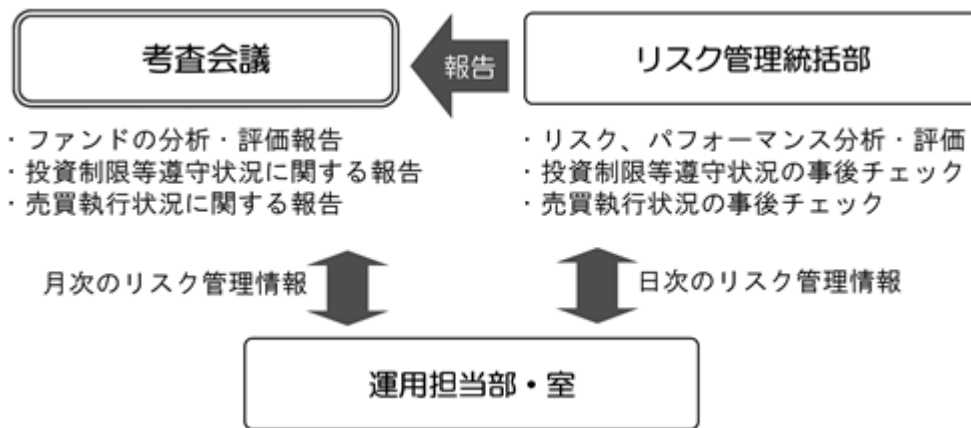 考査会議
報告
リスク管理統括部
・ファンドの分析・評価報告
・投資制限等遵守状況に関する報告
・売買執行状況に関する報告
・リスク、パフォーマンス分析・評価
・投資制限等遵守状況の事後チェック
・売買執行状況の事後チェック
月次のリスク管理情報
日次のリスク管理情報
運用担当部・室